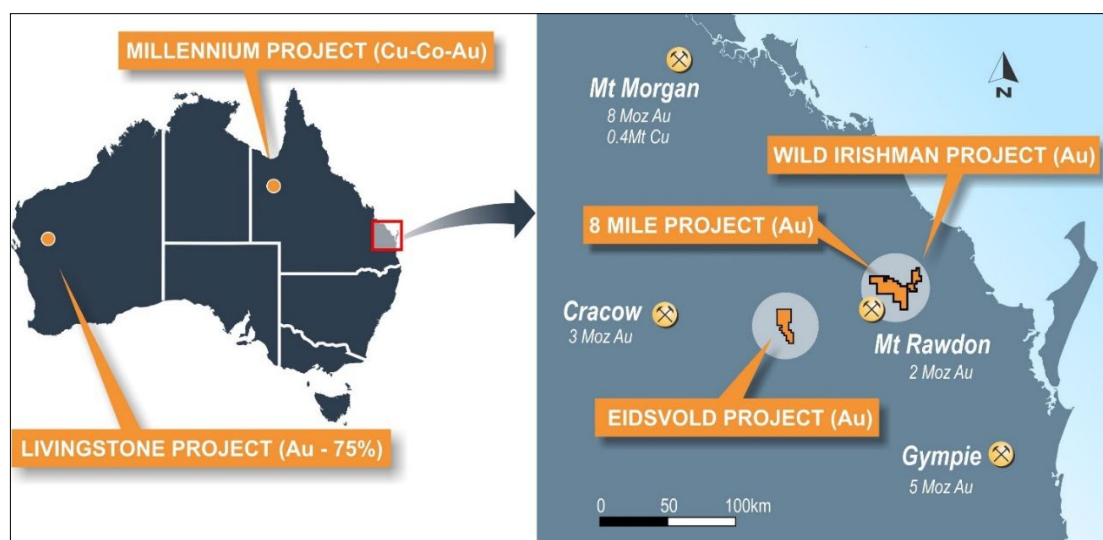 MILLENNIUM PROJECT (Cu-Co-Au)
LIVINGSTONE PROJECT (Au - 75%)
Mt Morgan
8 Moz Au
0.4Mt Cu
N
WILD IRISHMAN PROJECT (Au)
8 MILE PROJECT (Au)
Cracow
3 Moz Au
Mt Rawdon
2 Moz Au
EIDSVOLD PROJECT (Au)
Gympie
5 Moz Au
0 50 100km